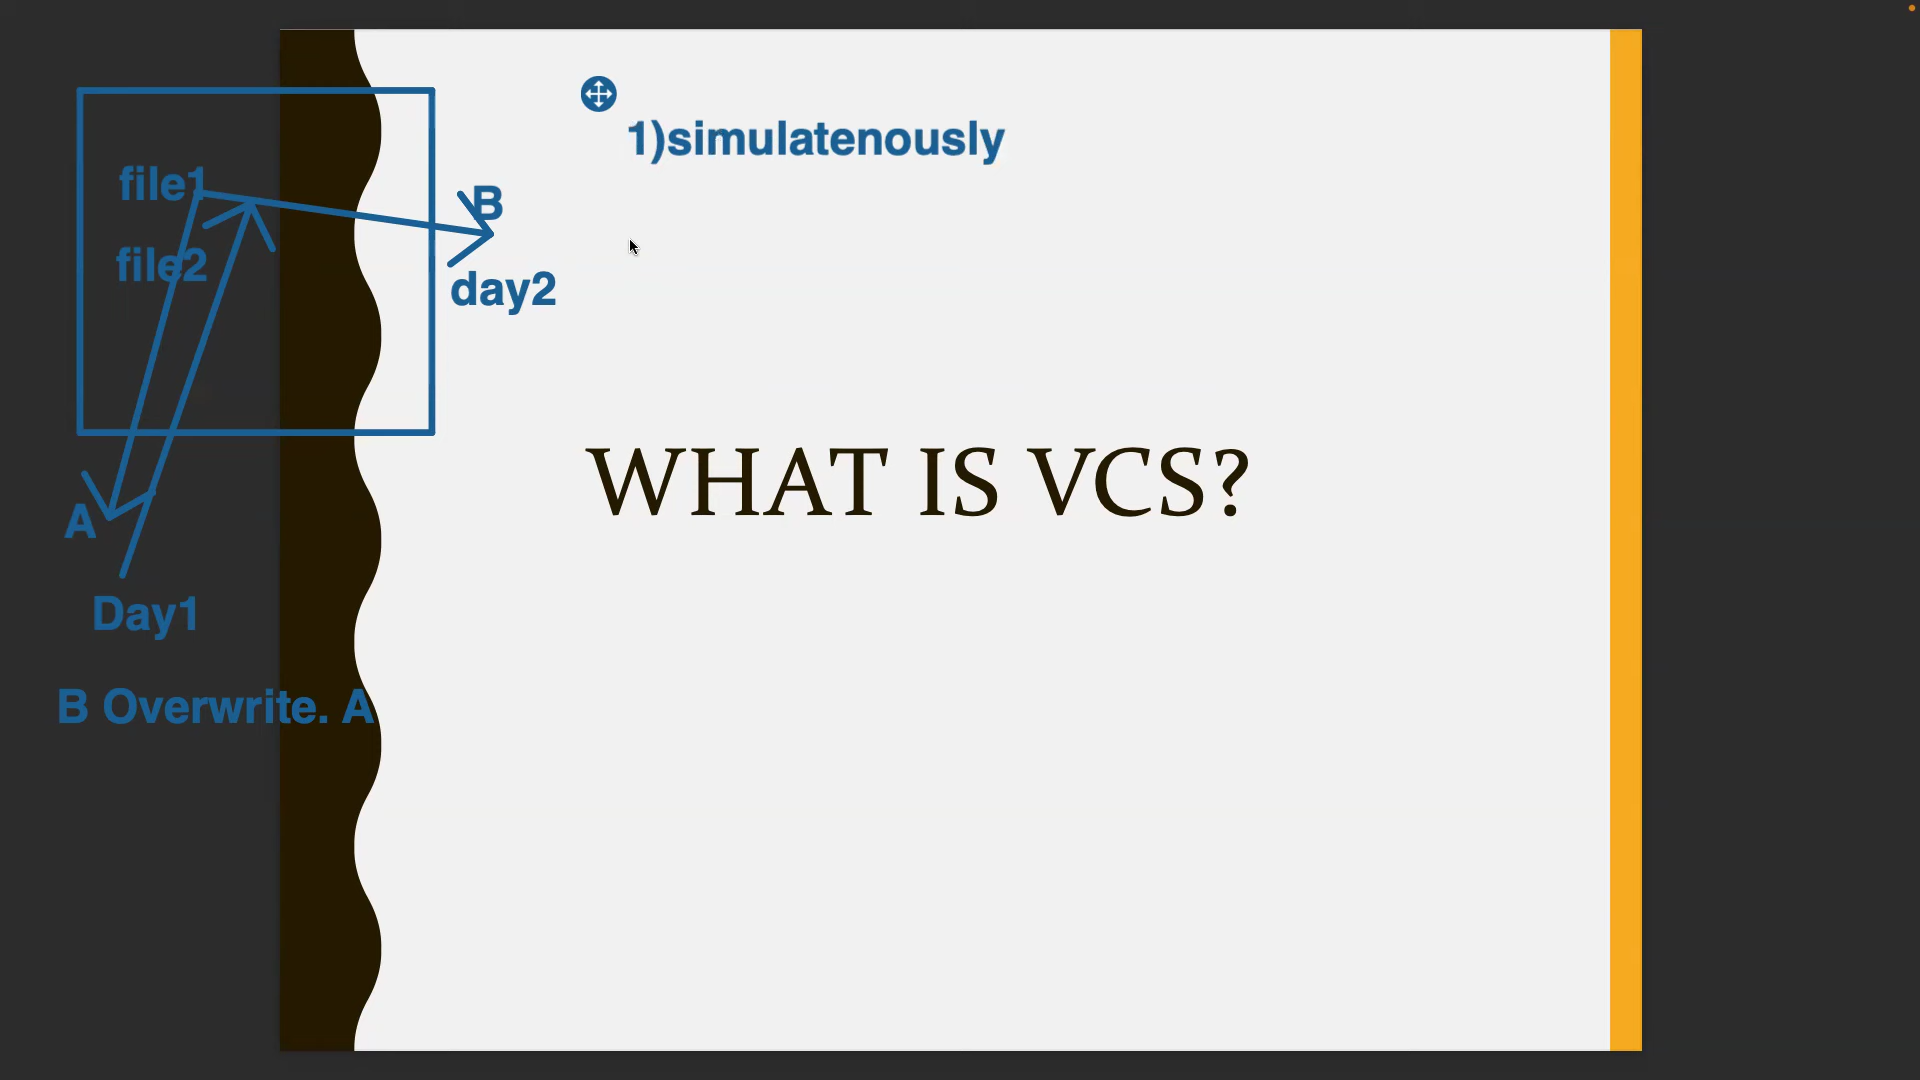 1)simulatenously
file1
B
file2
day2
WHAT IS VCS?
A
Day1
B Overwrite. A